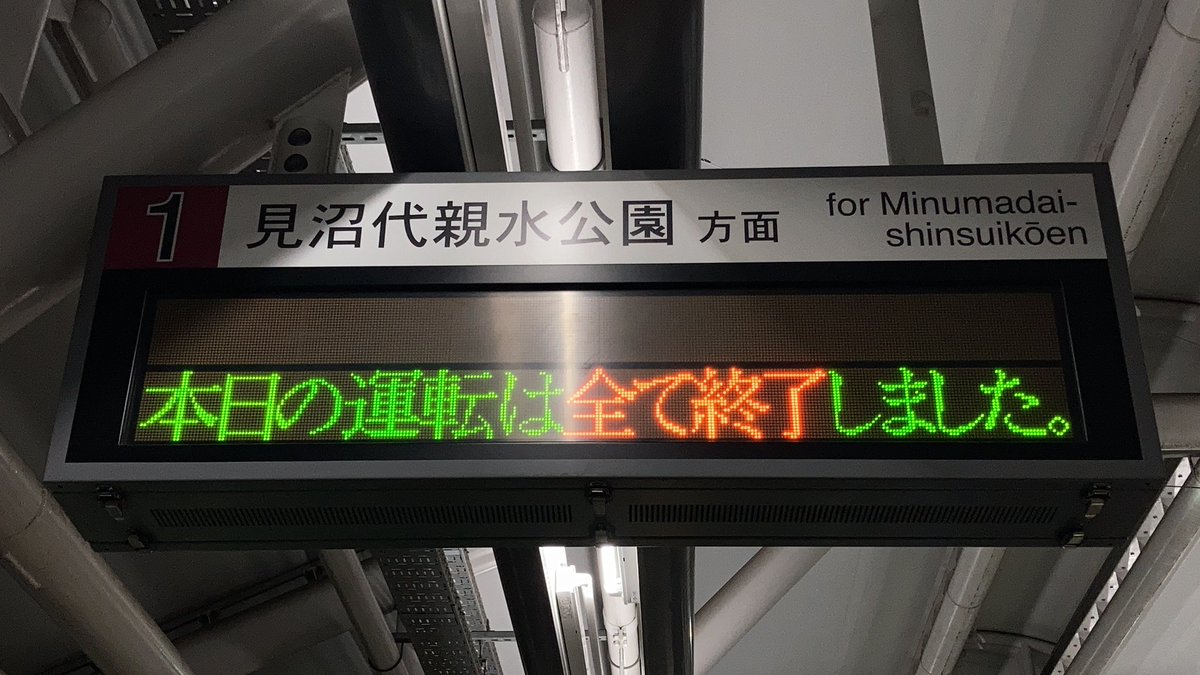 1 見沼代親水公園 方面 for Minumadai-
shinsuikōen
本日の運転は全て終了しました。